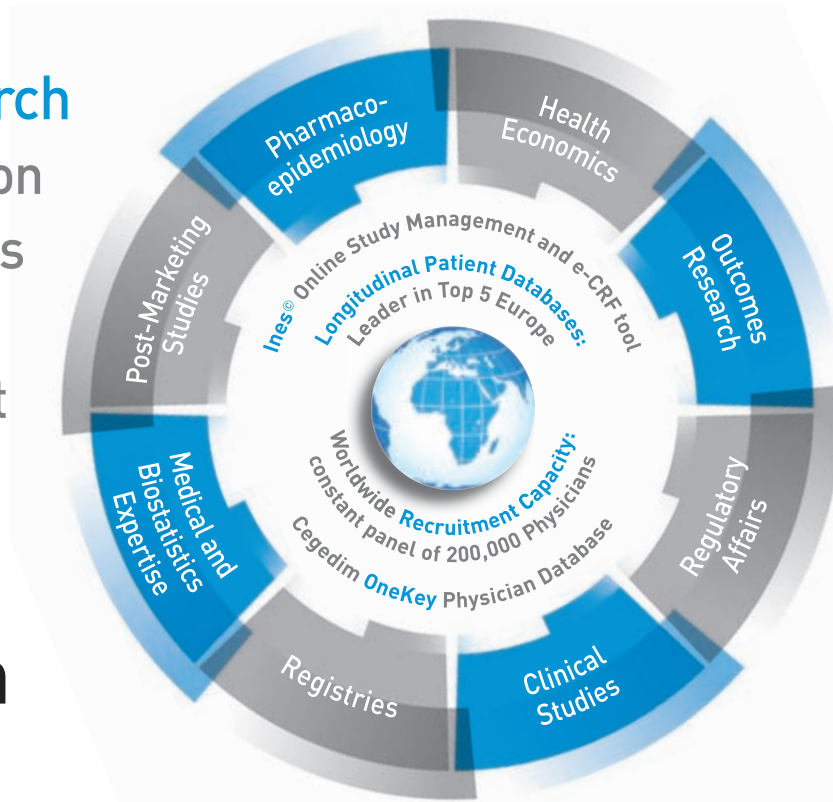 rch
on
s
t
n
Pharmaco-
epidemiology
Health
Economics
Outcomes
Research
Regulatory
Affairs
Clinical
Studies
Registries
Medical and
Biostatistics
Expertise
Post-Marketing
Studies
Ines© Online Study Management and e-CRF tool
Longitudinal Patient Databases:
Leader in Top 5 Europe
Worldwide Recruitment Capacity:
constant panel of 200,000 Physicians
Cegedim OneKey Physician Database